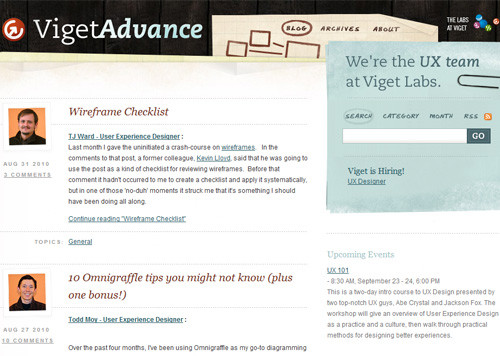 VigetAdvance
BLOG ARCHIVES ABOUT
THE LABS
AT VIGET
We're the UX team
at Viget Labs.
SEARCH CATEGORY MONTH RSS
GO
Viget is Hiring!
UX Designer
Wireframe Checklist
TJ Ward - User Experience Designer :
Last month I gave the uninitiated a crash-course on wireframes. In the
comments to that post, a former colleague, Kevin Lloyd, said that he was going to
use the post as a kind of checklist for reviewing wireframes. Before that
comment it hadn't occurred to me to create a checklist and apply it systematically,
but in one of those 'no-duh' moments it struck me that it's something I should
have been doing all along.
Continue reading "Wireframe Checklist"
AUG 31 2010
3 COMMENTS
TOPICS: General
10 Omnigraffle tips you might not know (plus
one bonus!)
Todd Moy - User Experience Designer :
Over the past four months, I've been using Omnigraffle as my go-to diagramming
AUG 27 2010
19 COMMENTS
Upcoming Events
UX 101
- 8:30 AM, September 23 - 24, 6:00 PM
This is a two-day intro course to UX Design presented by
two top-notch UX guys, Abe Crystal and Jackson Fox. The
workshop will give an overview of User Experience Design
as a practice and a culture, then walk through practical
methods for designing better experiences.